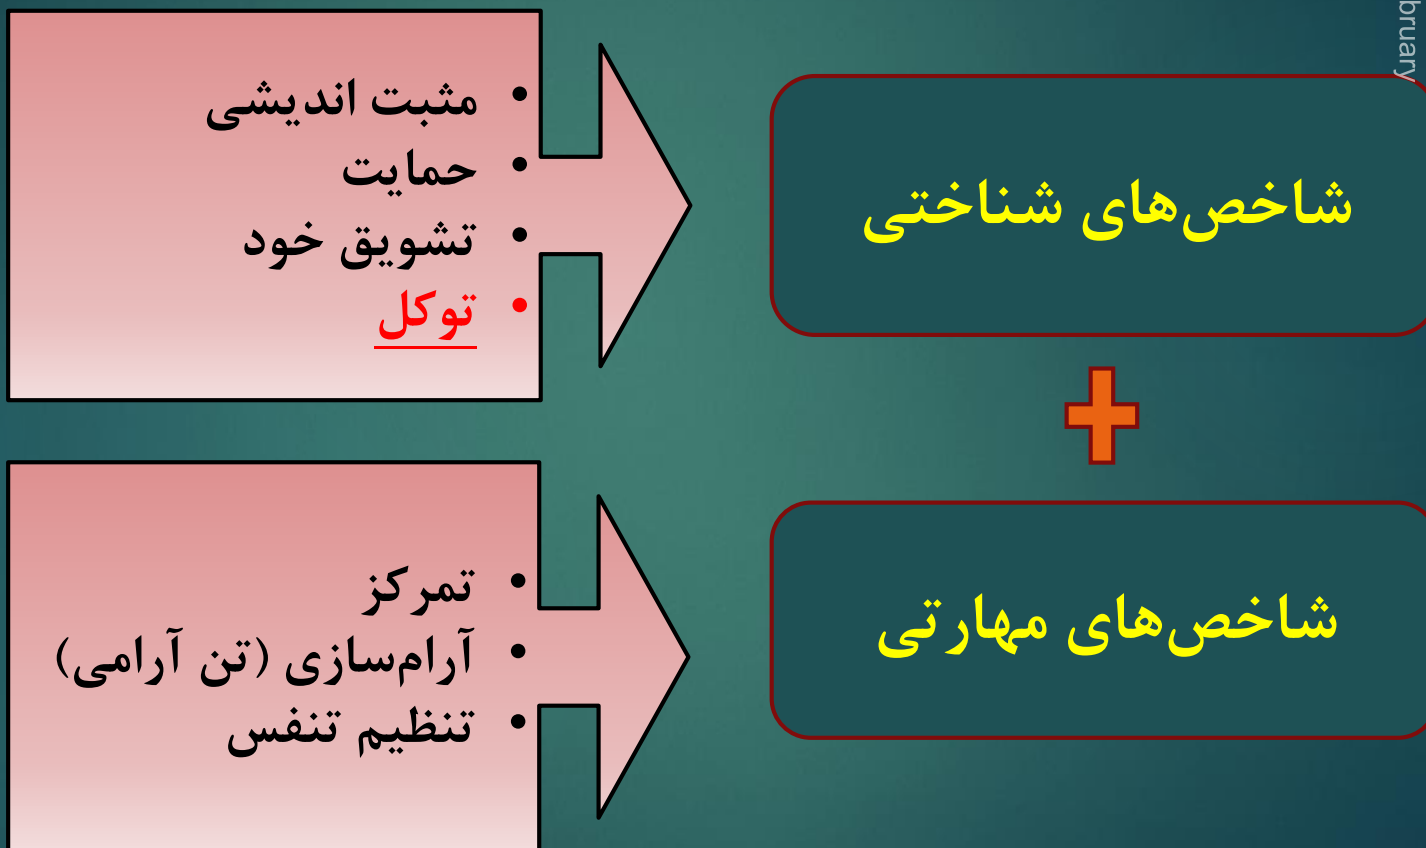 شاخص‌های شناختی
مثبت اندیشی
حمایت
تشویق خود
توکل
شاخص‌های مهارتی
تمرکز
آرام‌سازی (تن آرامی)
تنظیم تنفس
bruary